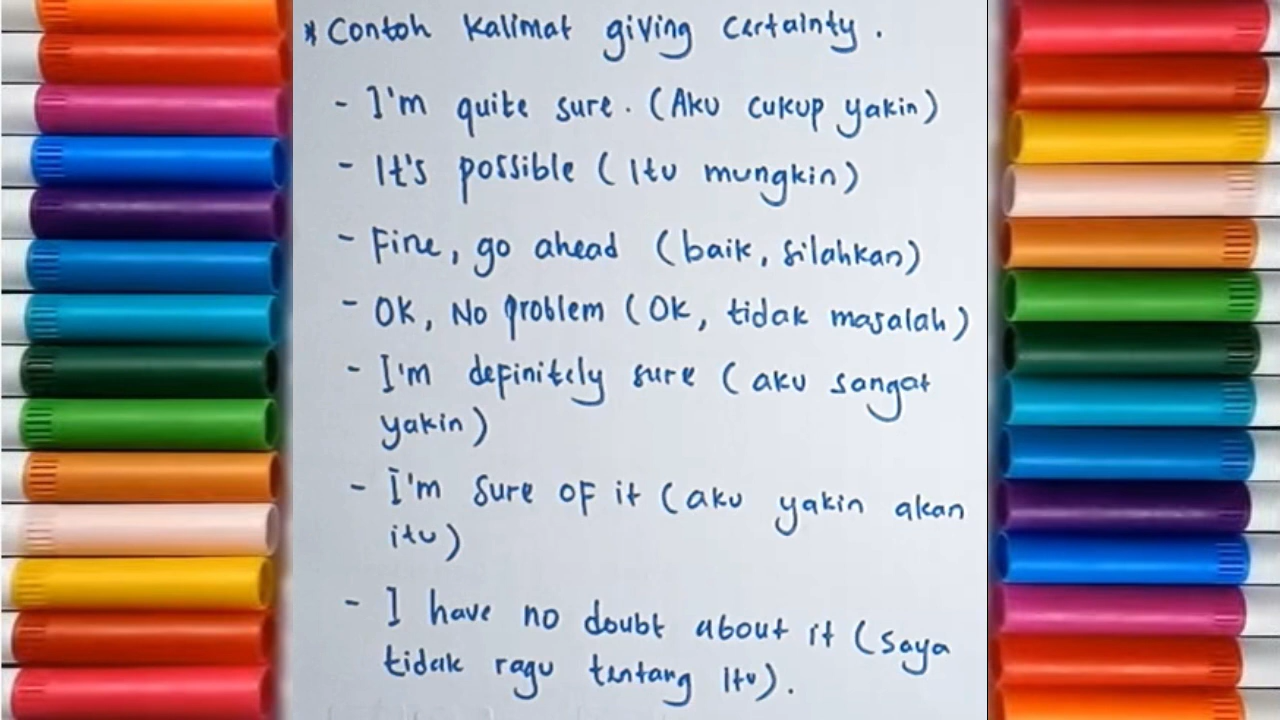 * Contoh kalimat giving certainty.
- I'm quite sure. (Aku cukup yakin)
- It's possible (Itu mungkin)
- Fine, go ahead (baik, silahkan)
- OK, No problem (OK, tidak masalah)
- I'm definitely sure (aku sangat
yakin)
- I'm sure of it (aku yakin akan
itu)
- I have no doubt about it (saya
tidak ragu tentang Itu).